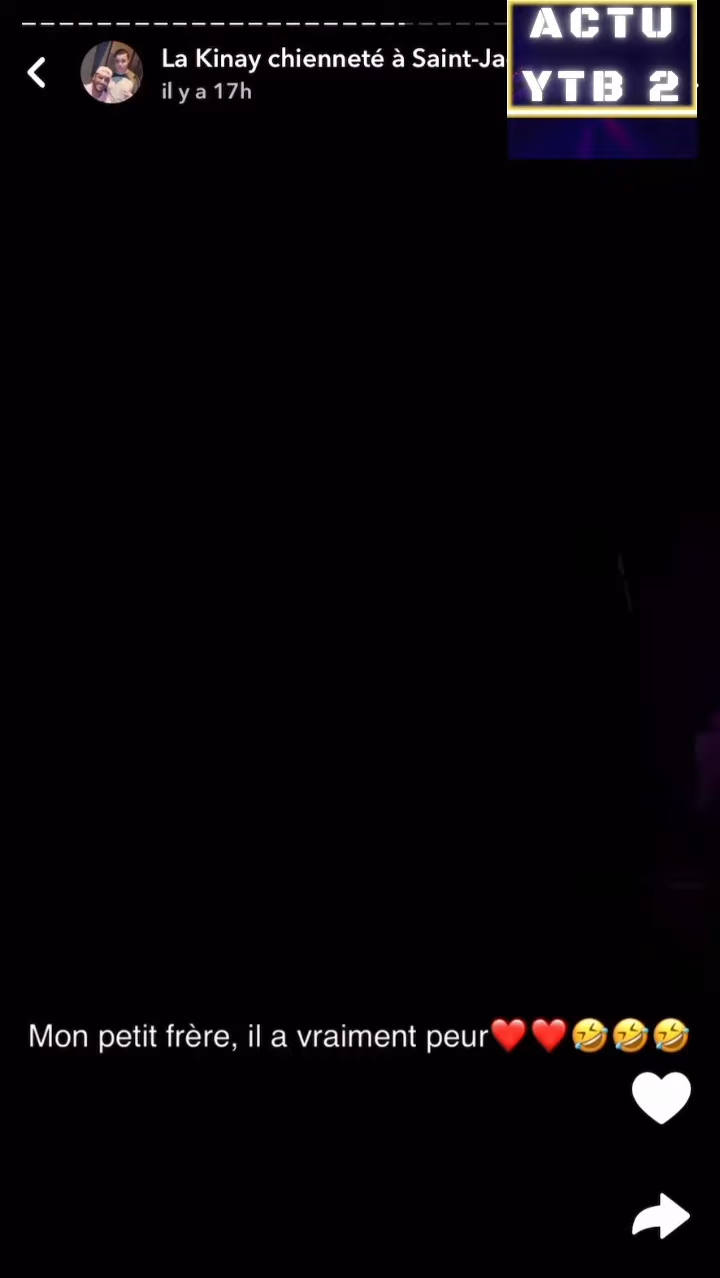 La Kinay chienneté à Saint-Ja
il y a 17h
ACTU
YTB 2
Mon petit frère, il a vraiment peur❤️❤️🤣🤣🤣